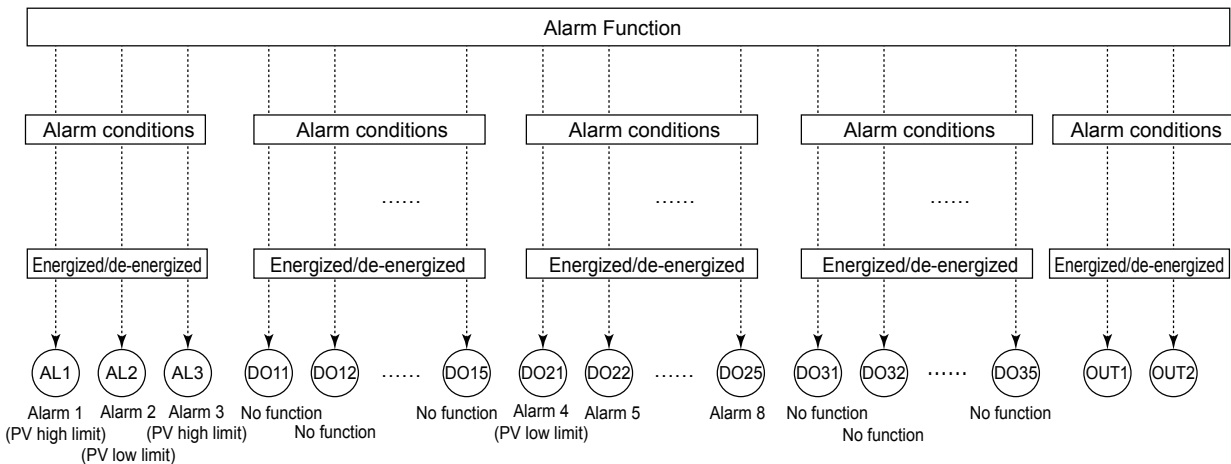 Alarm Function
Alarm conditions
Alarm conditions
Alarm conditions
Alarm conditions
Alarm conditions
......
......
......
Energized/de-energized
Energized/de-energized
Energized/de-energized
Energized/de-energized
Energized/de-energized
AL1
AL2
AL3
DO11
DO12
......
DO15
DO21
DO22
......
DO25
DO31
DO32
......
DO35
OUT1
OUT2
Alarm 1
(PV high limit)
Alarm 2
(PV low limit)
Alarm 3
(PV high limit)
No function
No function
No function
Alarm 4
(PV low limit)
Alarm 5
Alarm 8
No function
No function
No function